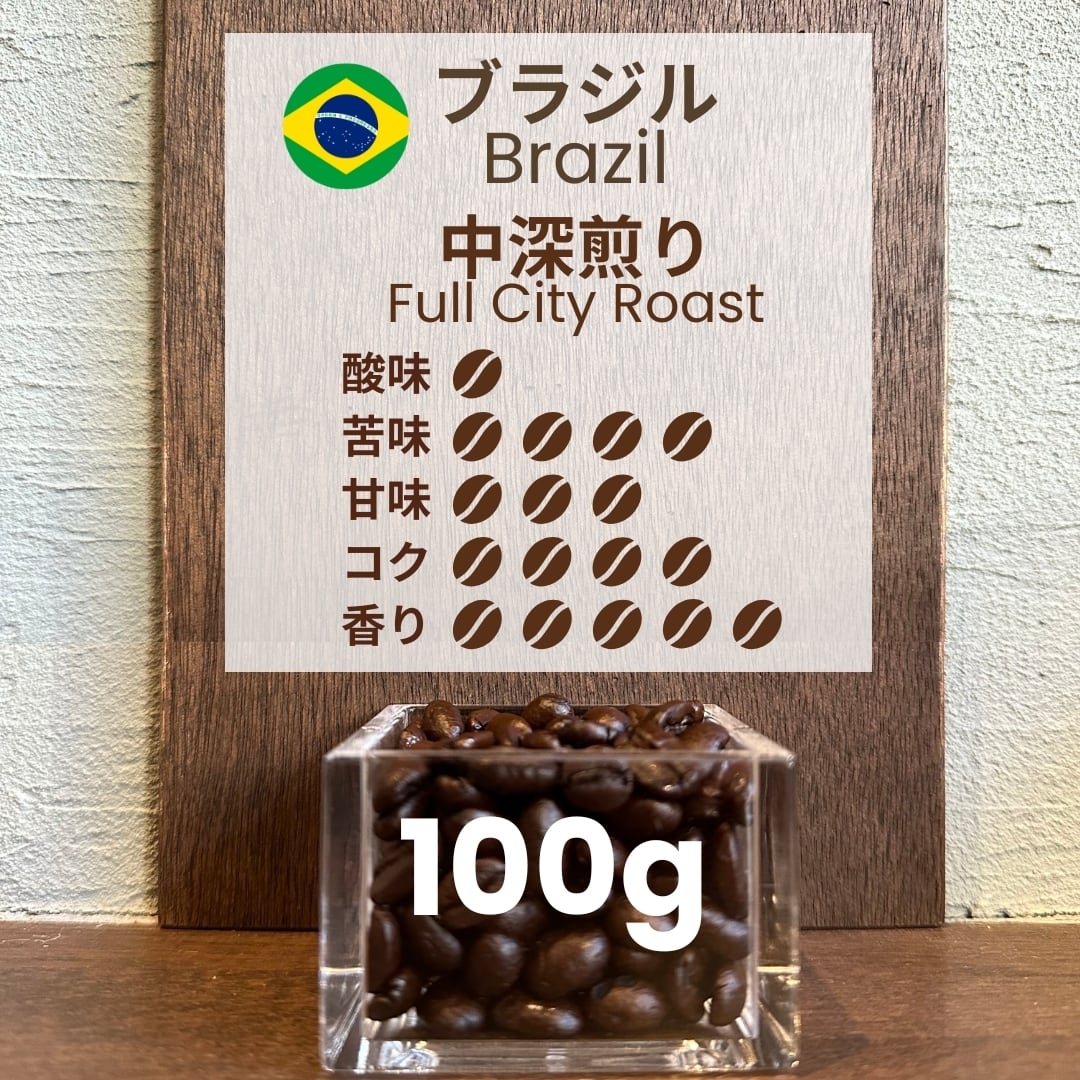 ブラジル
Brazil
中深煎り
Full City Roast
酸味
苦味
甘味
コク
香り
100g